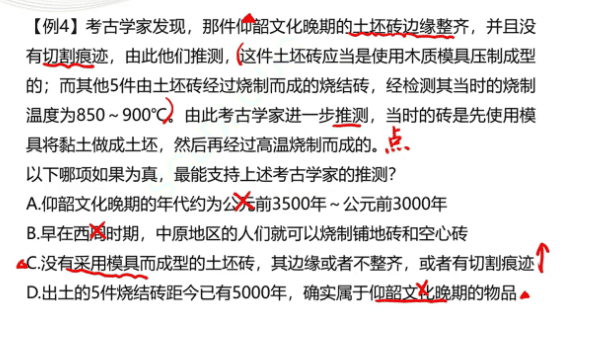 【例4】考古学家发现，那件仰韶文化晚期的土坯砖边缘整齐，并且没
有切割痕迹，由此他们推测，这件土坯砖应当是使用木质模具压制成型
的；而其他5件由土坯砖经过烧制而成的烧结砖，经检测其当时的烧制
温度为850～900℃。由此考古学家进一步推测，当时的砖是先使用模
具将黏土做成土坯，然后再经过高温烧制而成的。点
以下哪项如果为真，最能支持上述考古学家的推测？
A.仰韶文化晚期的年代约为公元前3500年～公元前3000年
B.早在西周时期，中原地区的人们就可以烧制铺地砖和空心砖
C.没有采用模具而成型的土坯砖，其边缘或者不整齐，或者有切割痕迹
D.出土的5件烧结砖距今已有5000年，确实属于仰韶文化晚期的物品